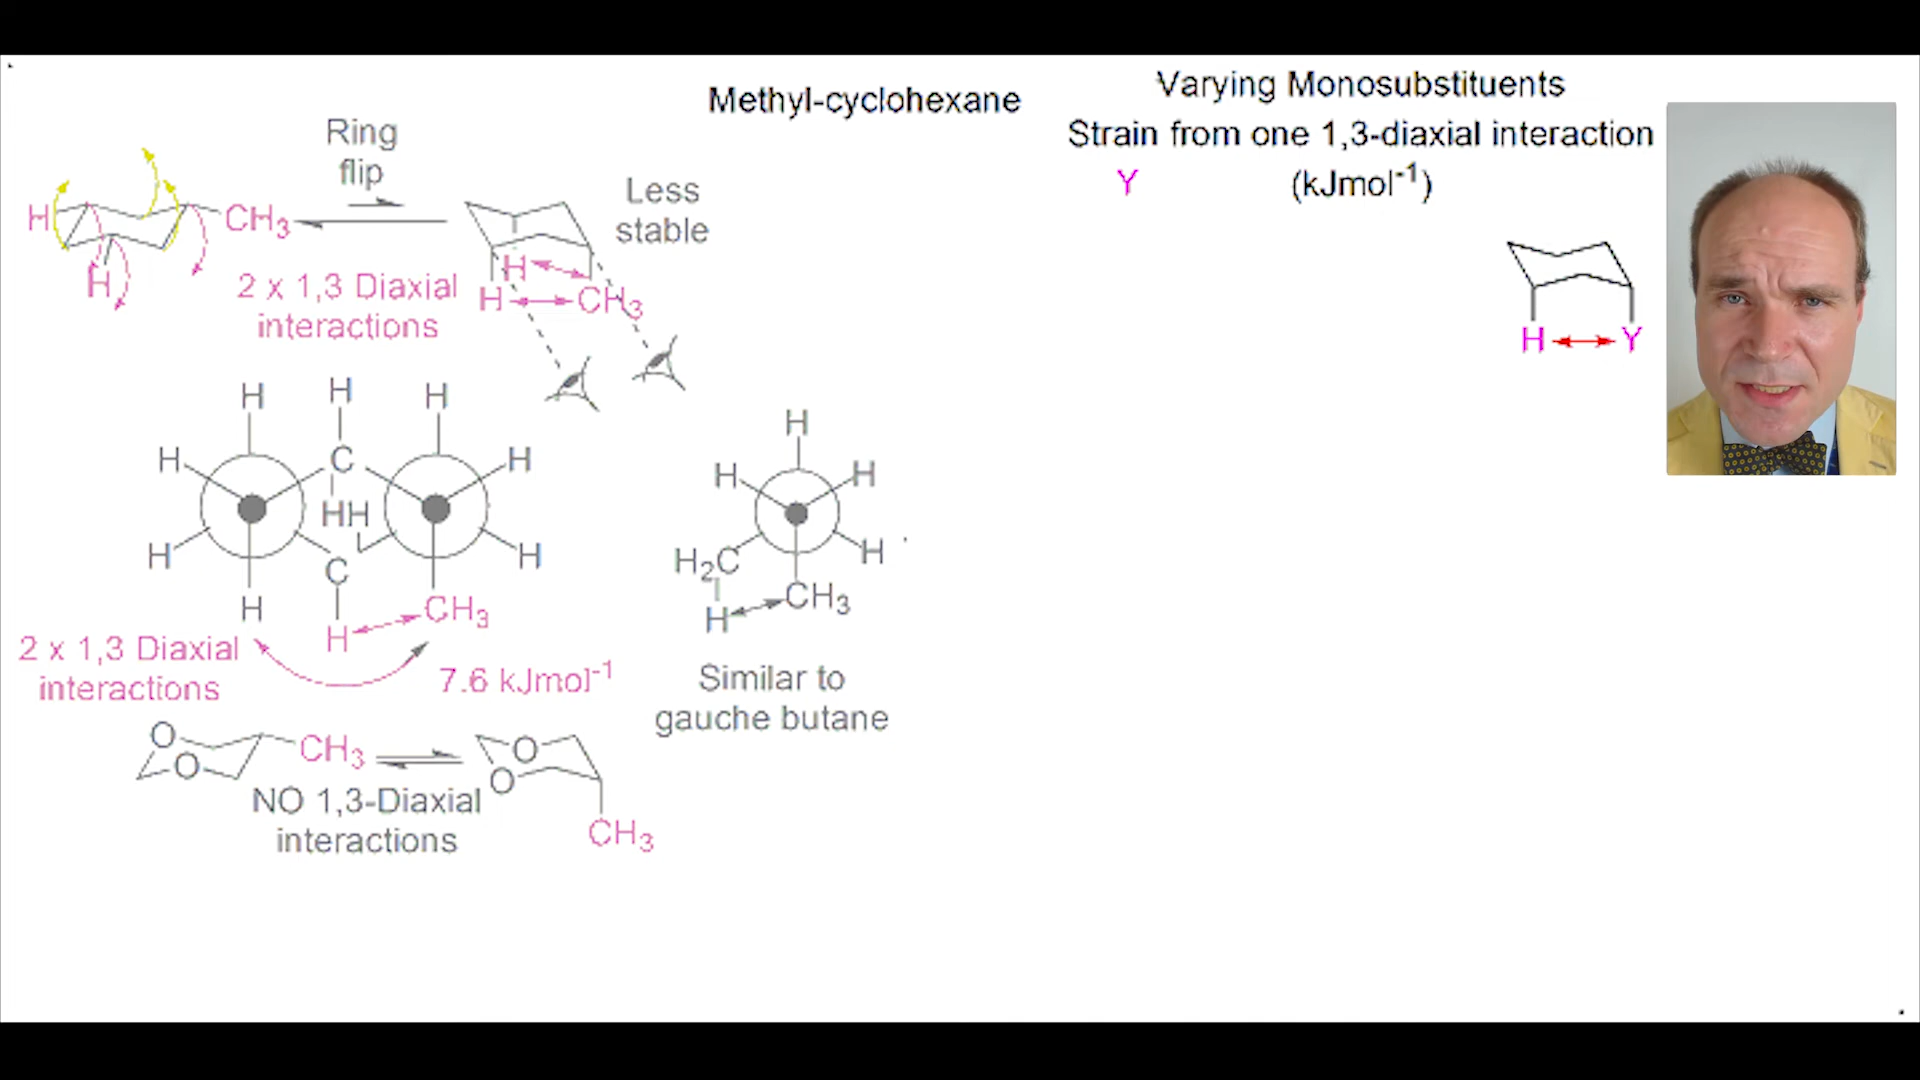 Methyl-cyclohexane
Varying Monosubstituents
Strain from one 1,3-diaxial interaction
Y (kJmol⁻¹)
Ring
flip
H CH₃
H
Less
stable
2 x 1,3 Diaxial
interactions
H
H CH₃
H Y
H H H
H C H
H H
H C H
H CH₃
H
2 x 1,3 Diaxial
interactions
7.6 kJmol⁻¹
H
H H
H₂C H
H CH₃
Similar to
gauche butane
O
O CH₃
O
O
NO 1,3-Diaxial
interactions
CH₃